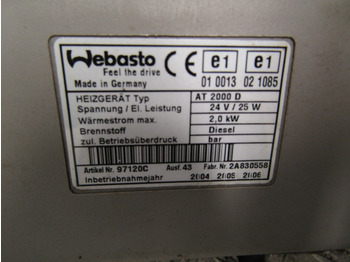 Webasto CE e1 e1
Feel the drive
Made in Germany 01 0013 02 1085
HEIZGERÄT Typ AT 2000 D
Spannung / El. Leistung 24 V / 25 W
Wärmestrom max. 2,0 kW
Brennstoff Diesel
zul. Betriebsüberdruck bar
Artikel Nr. 97120C Ausf. 43 Fabr. Nr. 2A830558
Inbetriebnahmejahr 2004 2005 2006